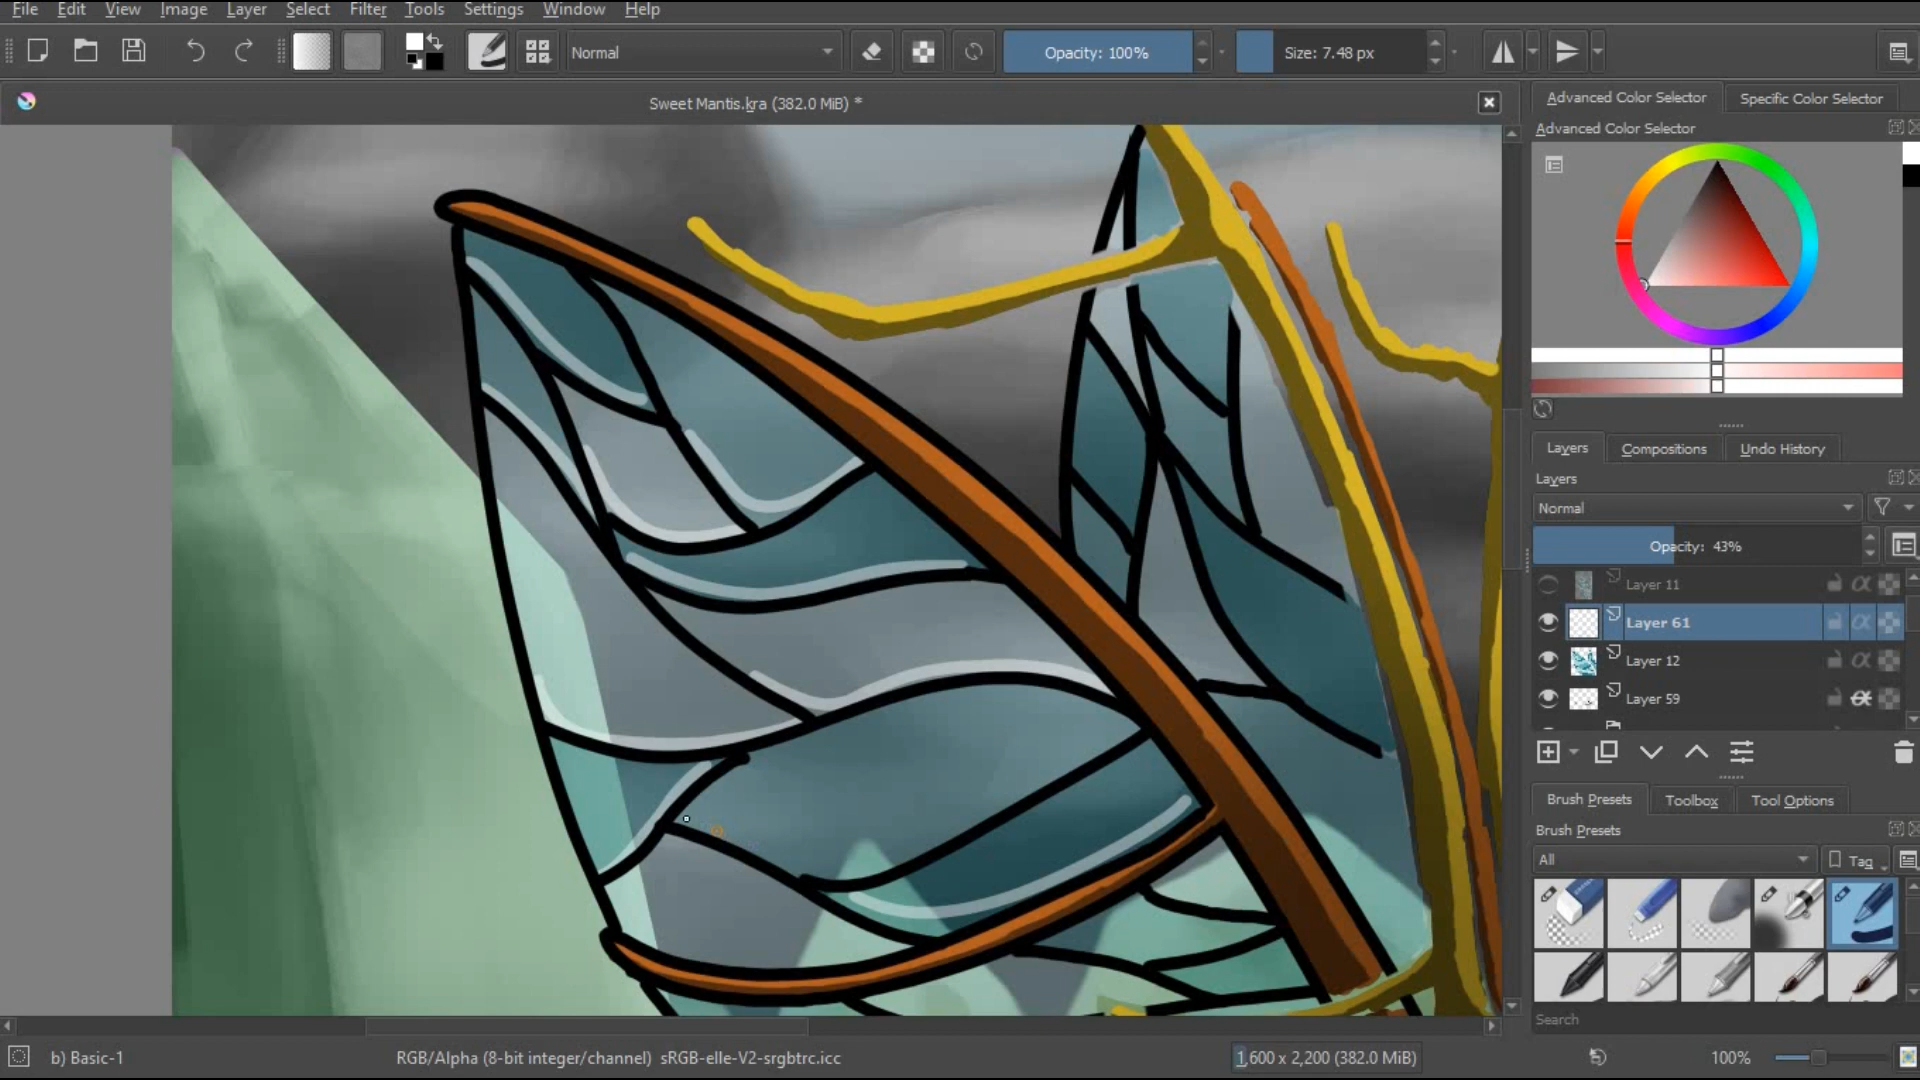 File Edit View Image Layer Select Filter Tools Settings Window Help
Normal Opacity: 100% Size: 7.48 px
Sweet Mantis.kra (382.0 MiB) *
Advanced Color Selector Specific Color Selector
Advanced Color Selector
Layers Compositions Undo History
Layers
Normal
Opacity: 43%
Layer 11
Layer 61
Layer 12
Layer 59
Brush Presets Toolbox Tool Options
Brush Presets
All Tag
Search
b) Basic-1 RGB/Alpha (8-bit integer/channel) sRGB-elle-V2-srgbtrc.icc 1,600 x 2,200 (382.0 MiB) 100%